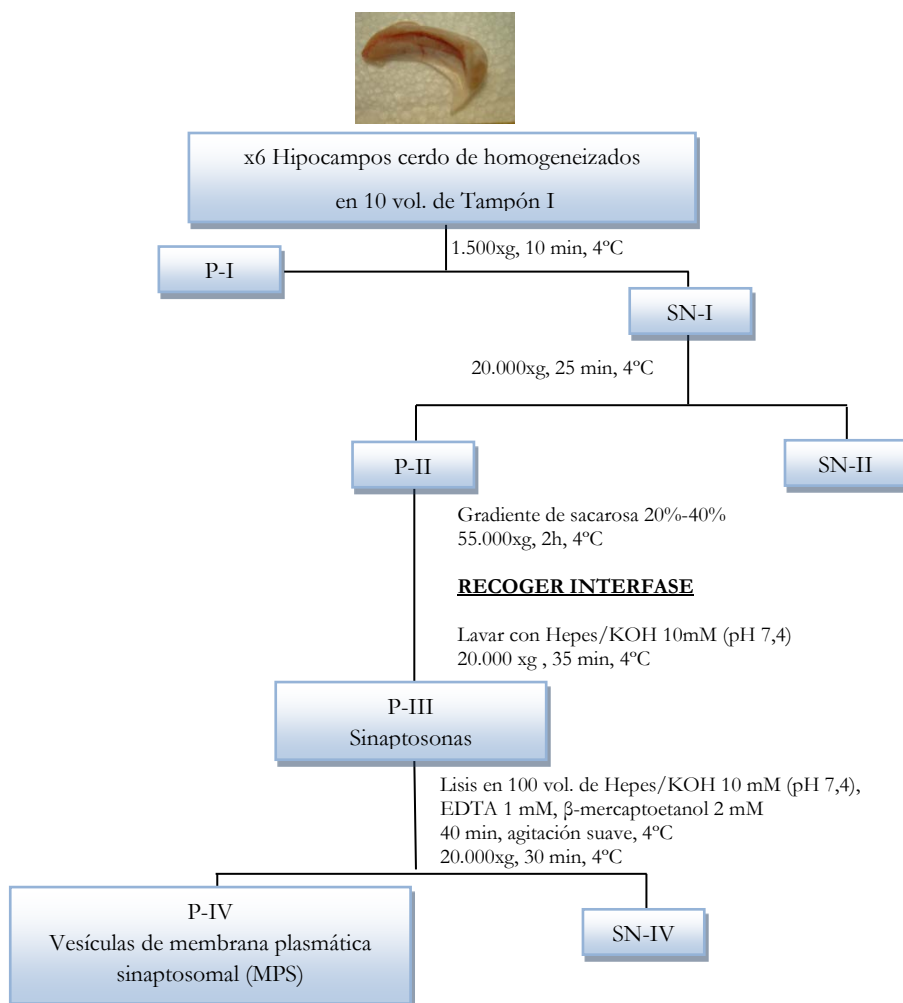 x6 Hipocampos cerdo de homogeneizados
en 10 vol. de Tampón I
1.500xg, 10 min, 4ºC
P-I
SN-I
20.000xg, 25 min, 4ºC
P-II
SN-II
Gradiente de sacarosa 20%-40%
55.000xg, 2h, 4ºC
RECOGER INTERFASE
Lavar con Hepes/KOH 10mM (pH 7,4)
20.000 xg , 35 min, 4ºC
P-III
Sinaptosonas
Lisis en 100 vol. de Hepes/KOH 10 mM (pH 7,4),
EDTA 1 mM, β-mercaptoetanol 2 mM
40 min, agitación suave, 4ºC
20.000xg, 30 min, 4ºC
P-IV
Vesículas de membrana plasmática
sinaptosomal (MPS)
SN-IV